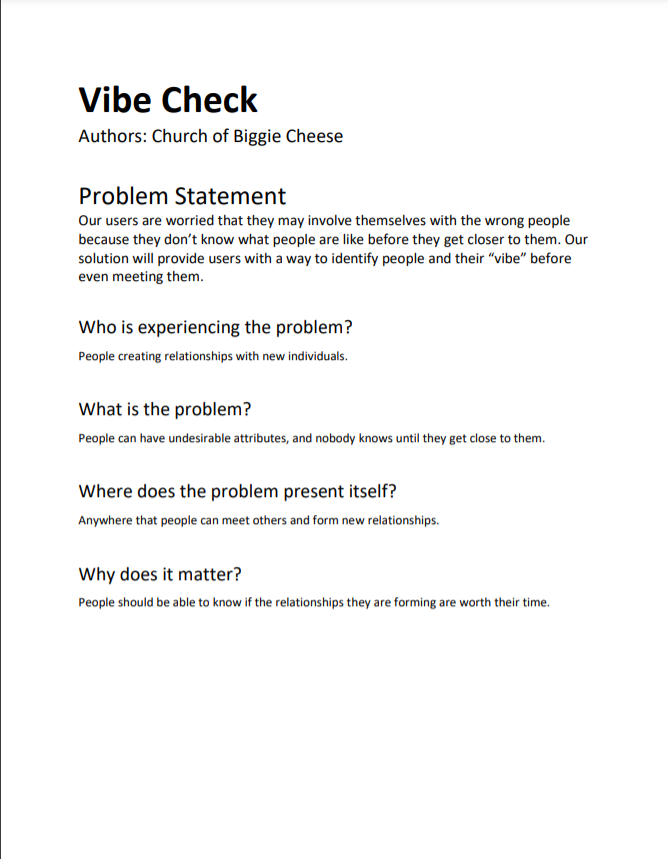 Vibe Check
Authors: Church of Biggie Cheese
Problem Statement
Our users are worried that they may involve themselves with the wrong people
because they don’t know what people are like before they get closer to them. Our
solution will provide users with a way to identify people and their “vibe” before
even meeting them.
Who is experiencing the problem?
People creating relationships with new individuals.
What is the problem?
People can have undesirable attributes, and nobody knows until they get close to them.
Where does the problem present itself?
Anywhere that people can meet others and form new relationships.
Why does it matter?
People should be able to know if the relationships they are forming are worth their time.